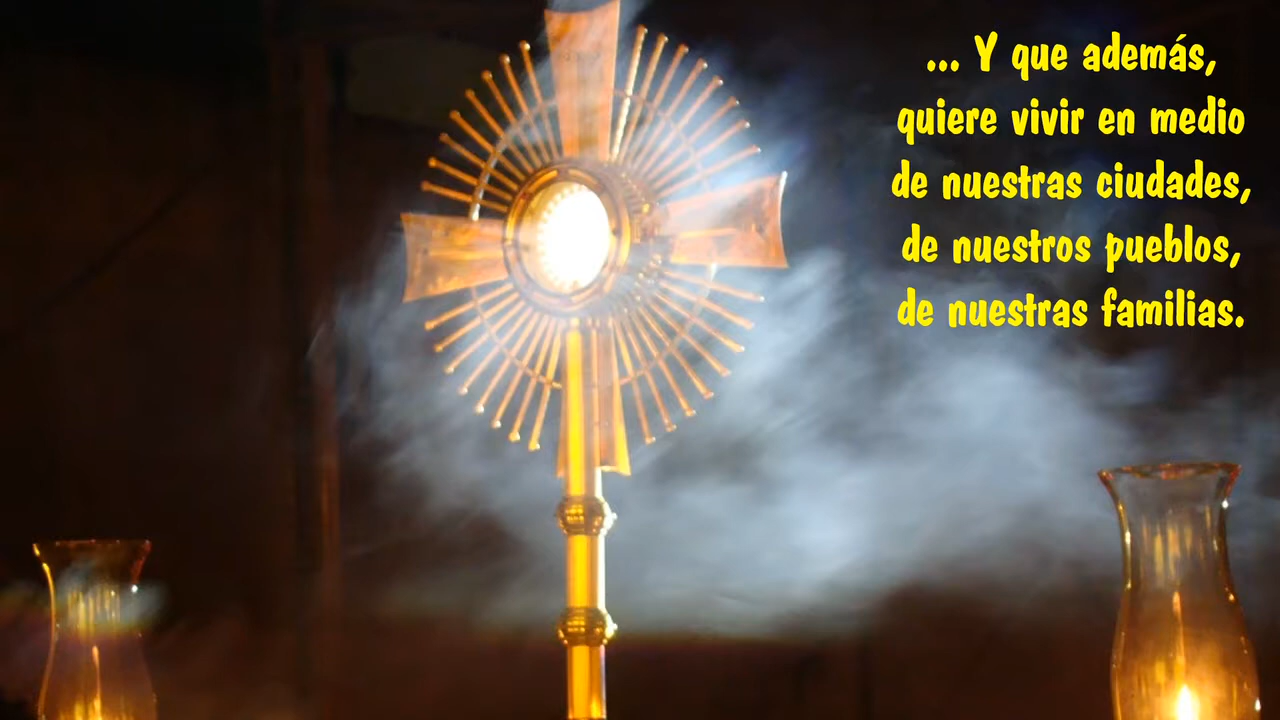 ... Y que además,
quiere vivir en medio
de nuestras ciudades,
de nuestros pueblos,
de nuestras familias.